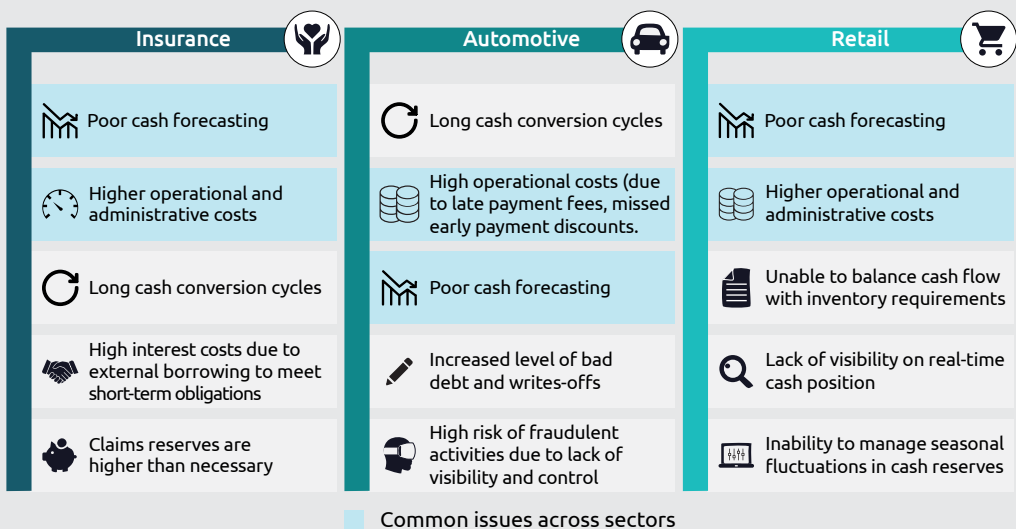 Insurance
Poor cash forecasting
Higher operational and
administrative costs
Long cash conversion cycles
High interest costs due to
external borrowing to meet
short-term obligations
Claims reserves are
higher than necessary
Automotive
Long cash conversion cycles
High operational costs (due
to late payment fees, missed
early payment discounts.
Poor cash forecasting
Increased level of bad
debt and writes-offs
High risk of fraudulent
activities due to lack of
visibility and control
Retail
Poor cash forecasting
Higher operational and
administrative costs
Unable to balance cash flow
with inventory requirements
Lack of visibility on real-time
cash position
Inability to manage seasonal
fluctuations in cash reserves
Common issues across sectors